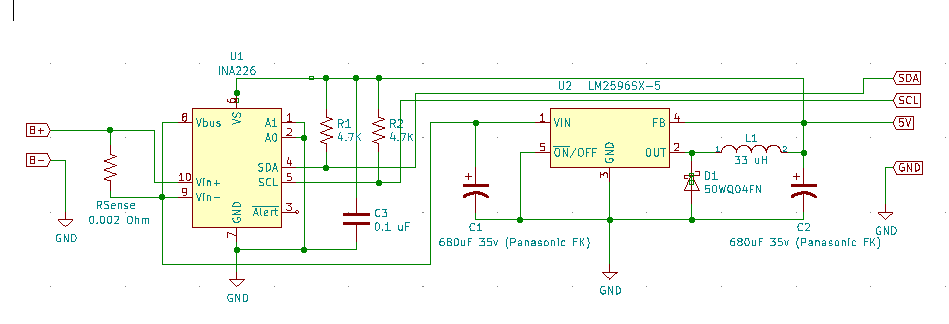 U1
INA226
U2 LM2596SX-5
SDA
SCL
5V
GND
B+
B-
RSense
0.002 Ohm
GND
8 Vbus
10 Vin+
9 Vin-
6 VS
A1 1
A0 2
SDA 4
SCL 5
Alert 3
GND 7
GND
R1
4.7K
R2
4.7K
C3
0.1 uF
1 VIN
5 ON/OFF
FB 4
OUT 2
GND
3
GND
C1
680uF 35v (Panasonic FK)
D1
50WQ04FN
L1
1 2
33 uH
C2
680uF 35v (Panasonic FK)
GND